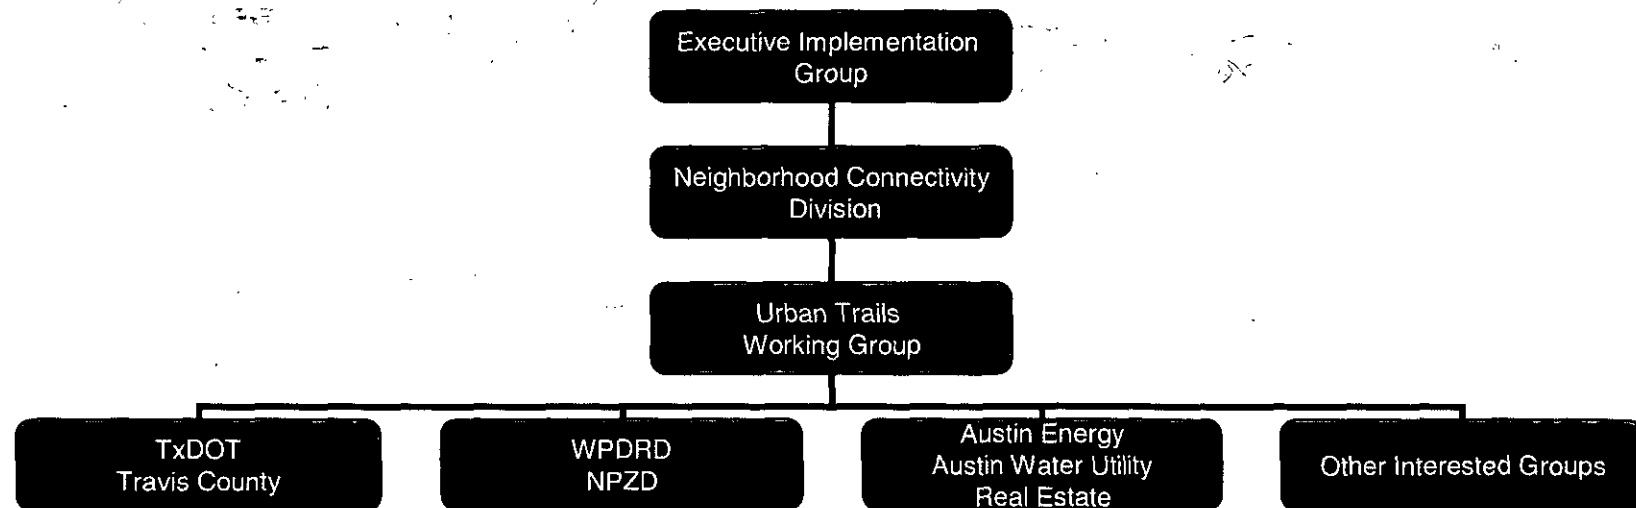 Executive Implementation
Group
Neighborhood Connectivity
Division
Urban Trails
Working Group
TxDOT
Travis County
WPDRD
NPZD
Austin Energy
Austin Water Utility
Real Estate
Other Interested Groups